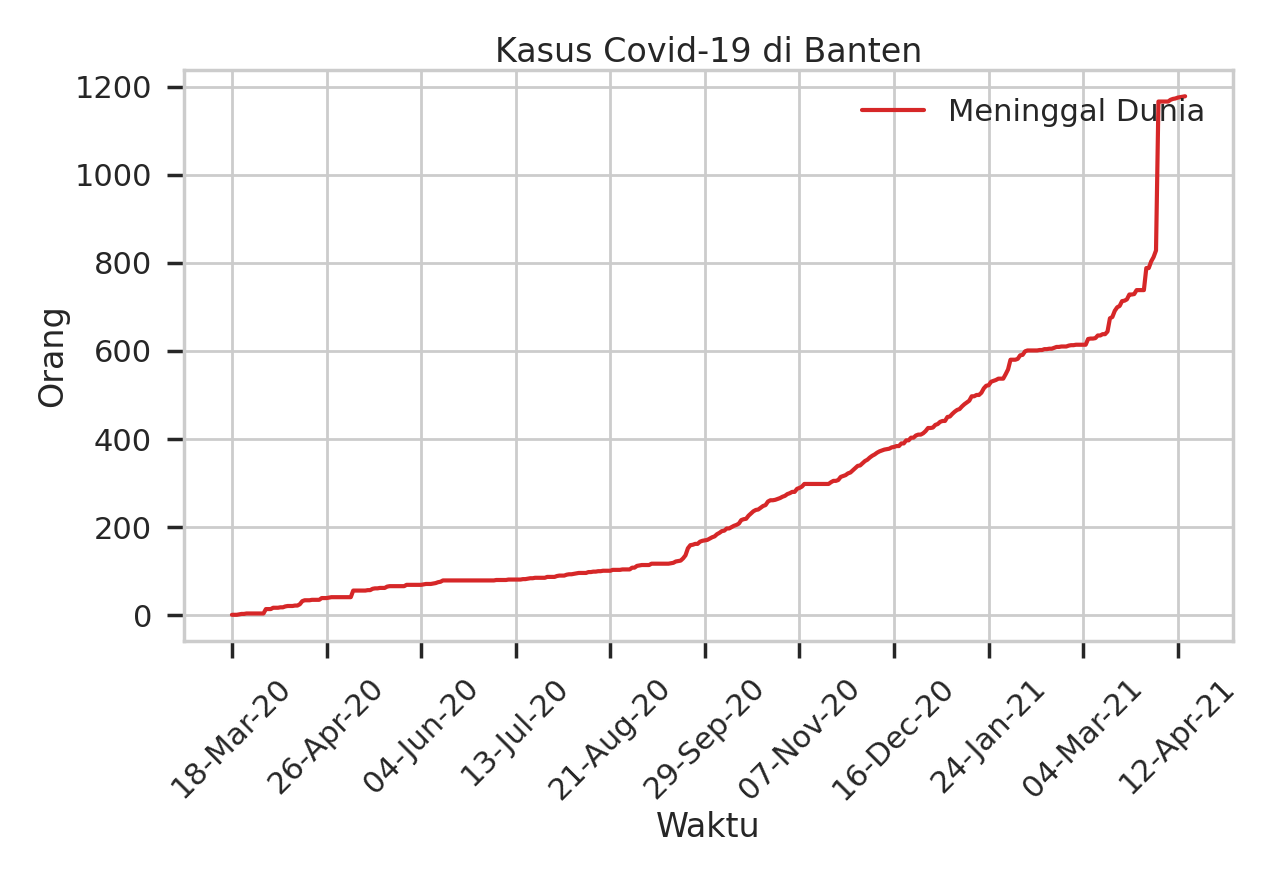 Kasus Covid-19 di Banten
Meninggal Dunia
1200
1000
800
600
400
200
0
Orang
18-Mar-20
26-Apr-20
04-Jun-20
13-Jul-20
21-Aug-20
29-Sep-20
07-Nov-20
16-Dec-20
24-Jan-21
04-Mar-21
12-Apr-21
Waktu